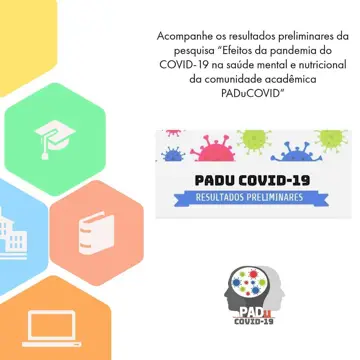 Acompanhe os resultados preliminares da
pesquisa "Efeitos da pandemia do
COVID-19 na saúde mental e nutricional
da comunidade acadêmica
PADuCOVID"
PADU COVID-19
RESULTADOS PRELIMINARES
PADu
COVID-19